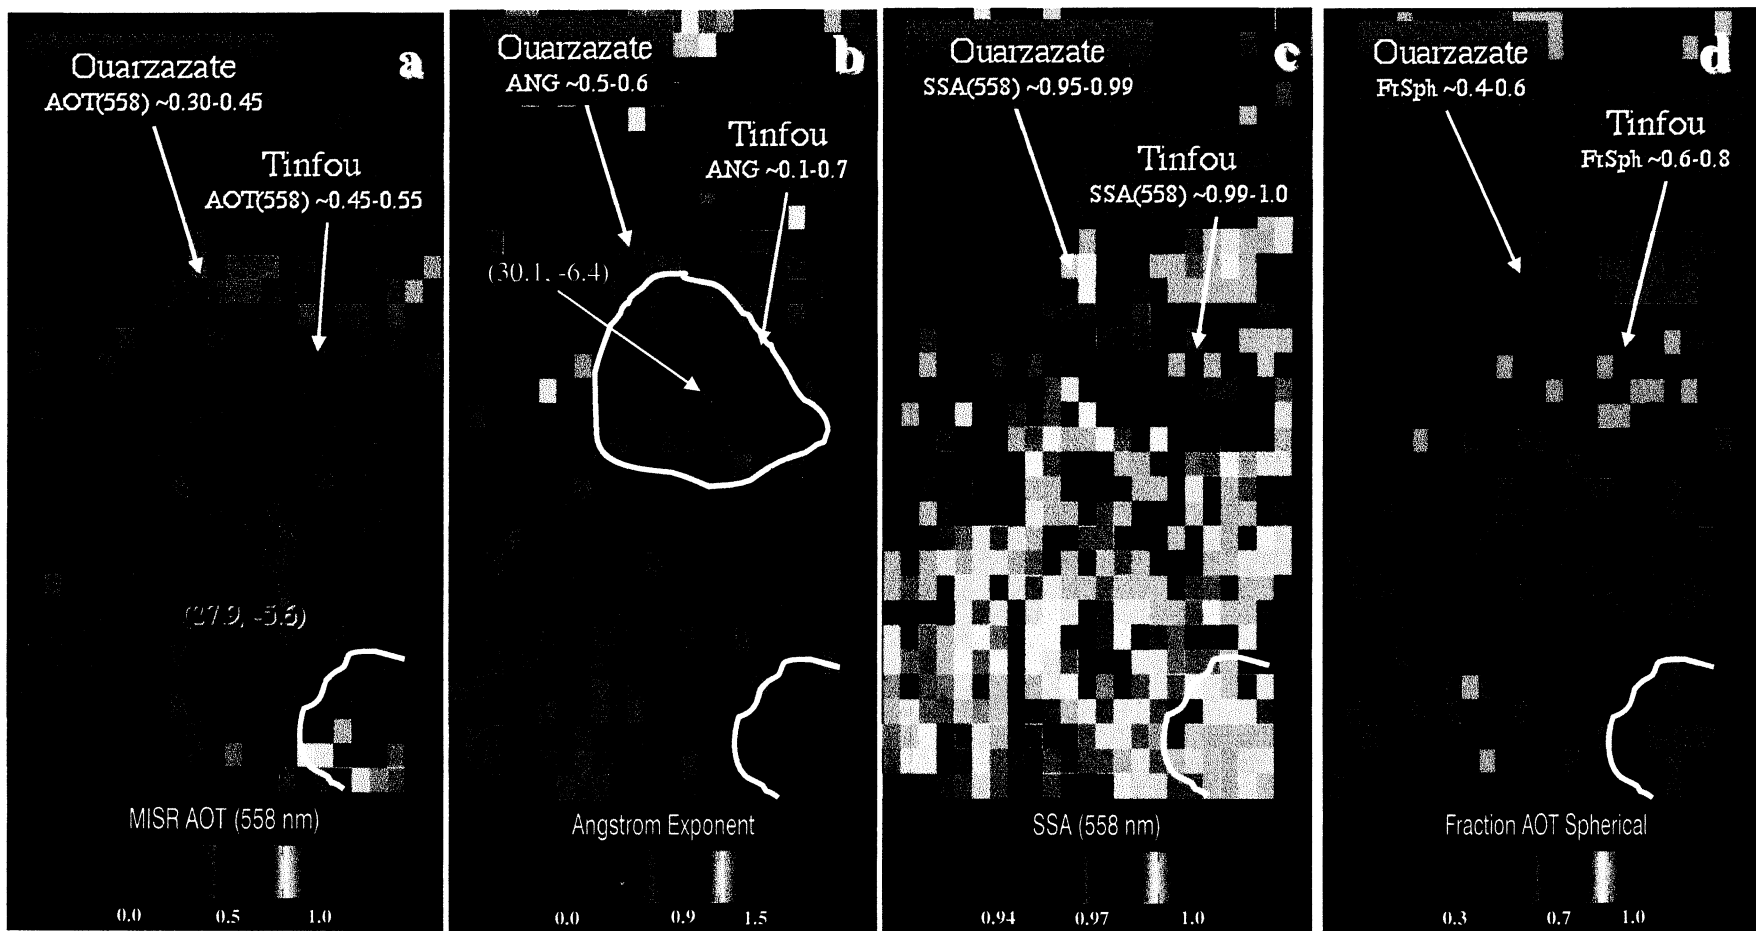 a
Ouarzazate
AOT(558) ~0.30-0.45
Tinfou
AOT(558) ~0.45-0.55
(27.9, -5.6)
MISR AOT (558 nm)
0.0 0.5 1.0
b
Ouarzazate
ANG ~0.5-0.6
Tinfou
ANG ~0.1-0.7
(30.1, -6.4)
Angstrom Exponent
0.0 0.9 1.5
c
Ouarzazate
SSA(558) ~0.95-0.99
Tinfou
SSA(558) ~0.99-1.0
SSA (558 nm)
0.94 0.97 1.0
d
Ouarzazate
FrSph ~0.4-0.6
Tinfou
FrSph ~0.6-0.8
Fraction AOT Spherical
0.3 0.7 1.0